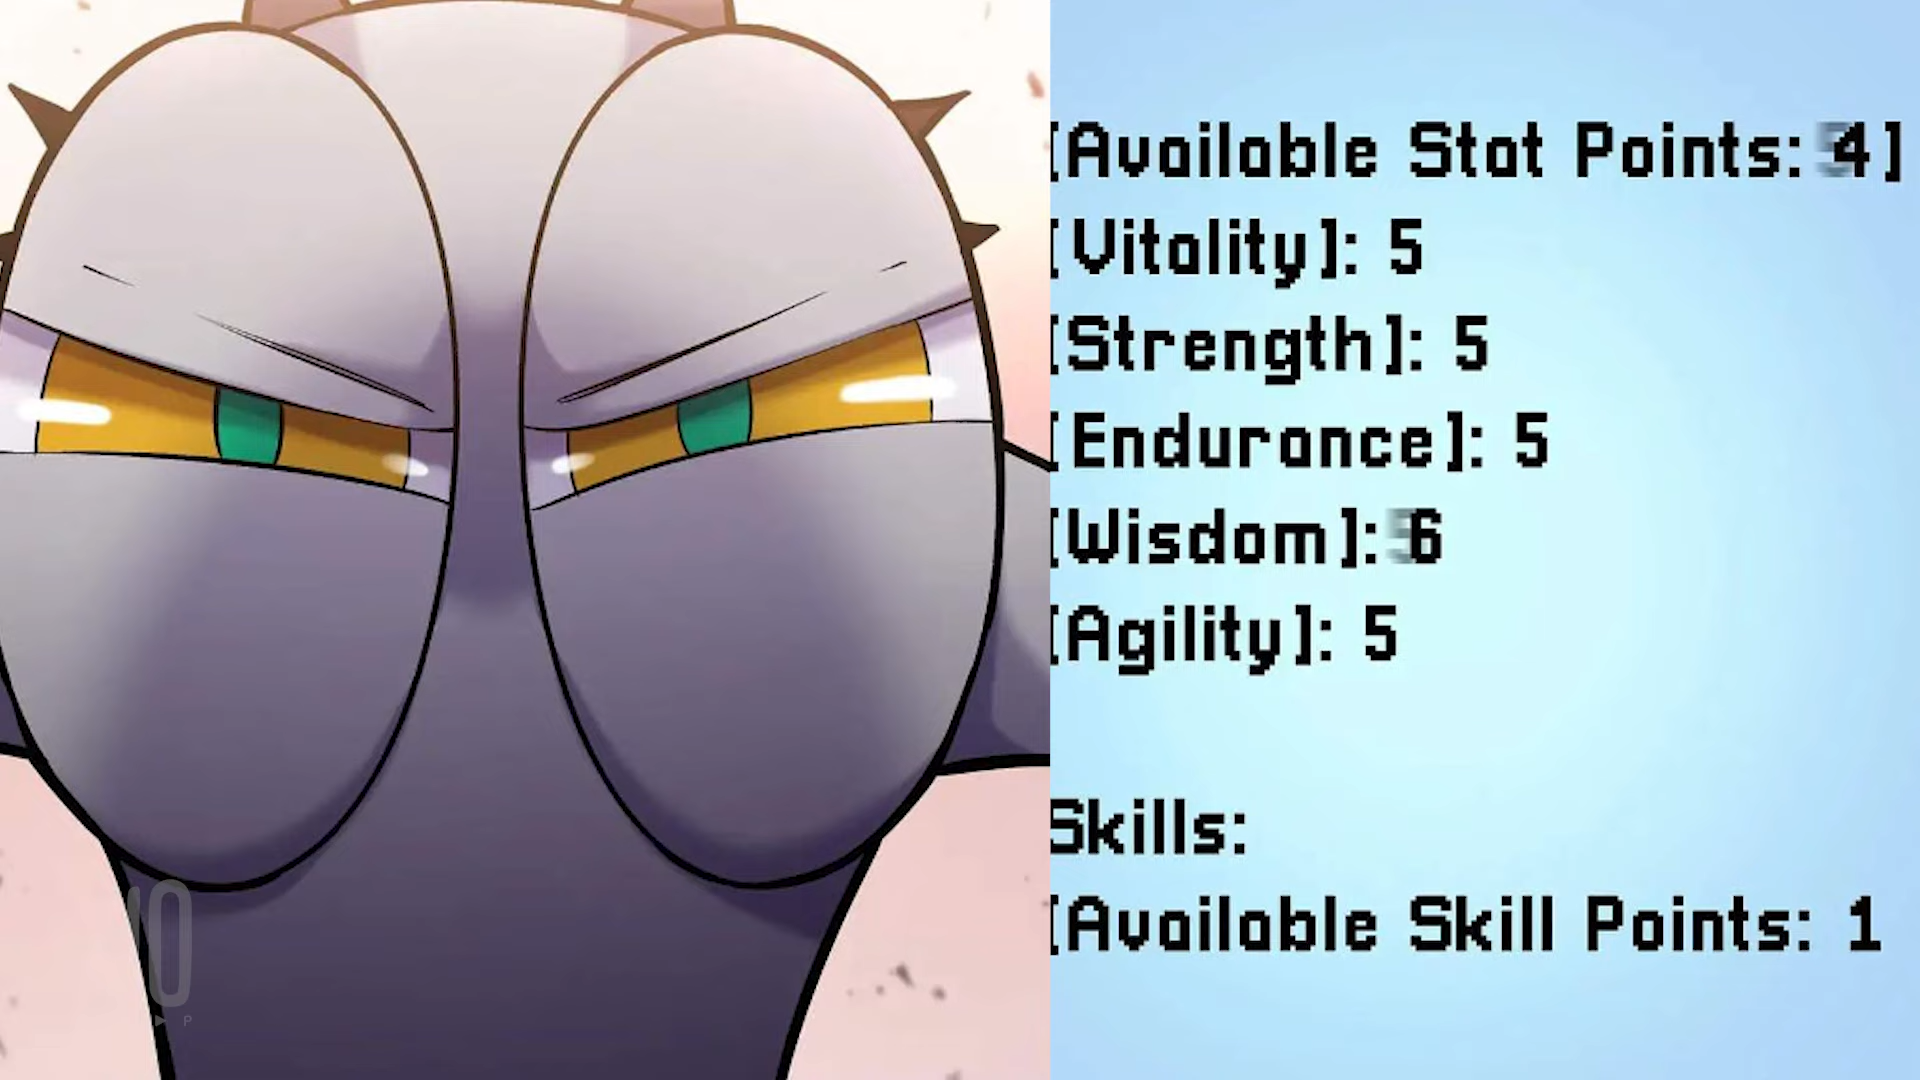 [Available Stat Points: 4]
[Vitality]: 5
[Strength]: 5
[Endurance]: 5
[Wisdom]: 6
[Agility]: 5
Skills:
[Available Skill Points: 1